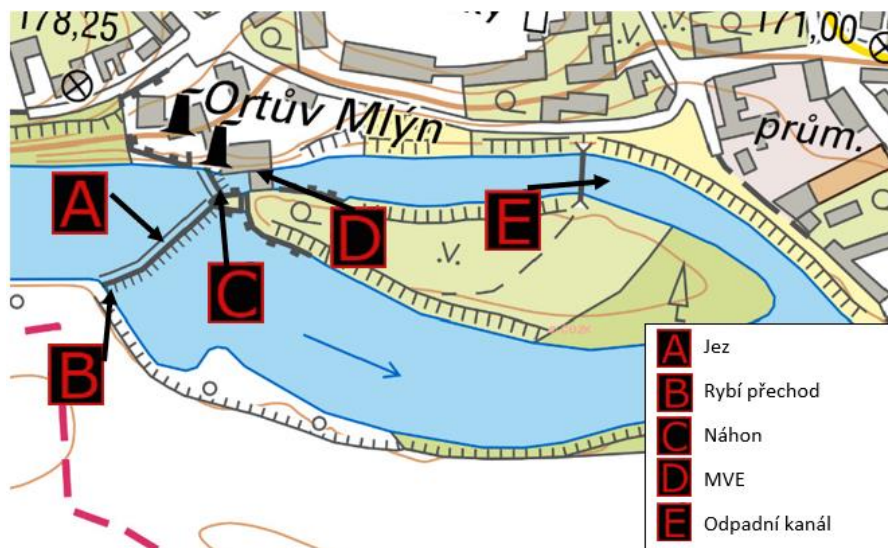 178,25
171,00
Ortův Mlýn
prům.
.V.
A
B
C
D
E
.V.
A Jez
B Rybí přechod
C Náhon
D MVE
E Odpadní kanál